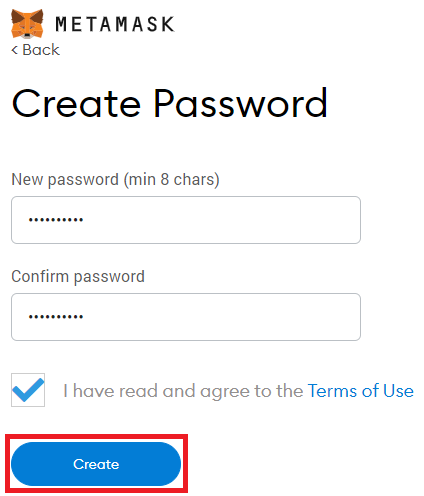 METAMASK
< Back
Create Password
New password (min 8 chars)
••••••••••
Confirm password
••••••••••
I have read and agree to the Terms of Use
Create